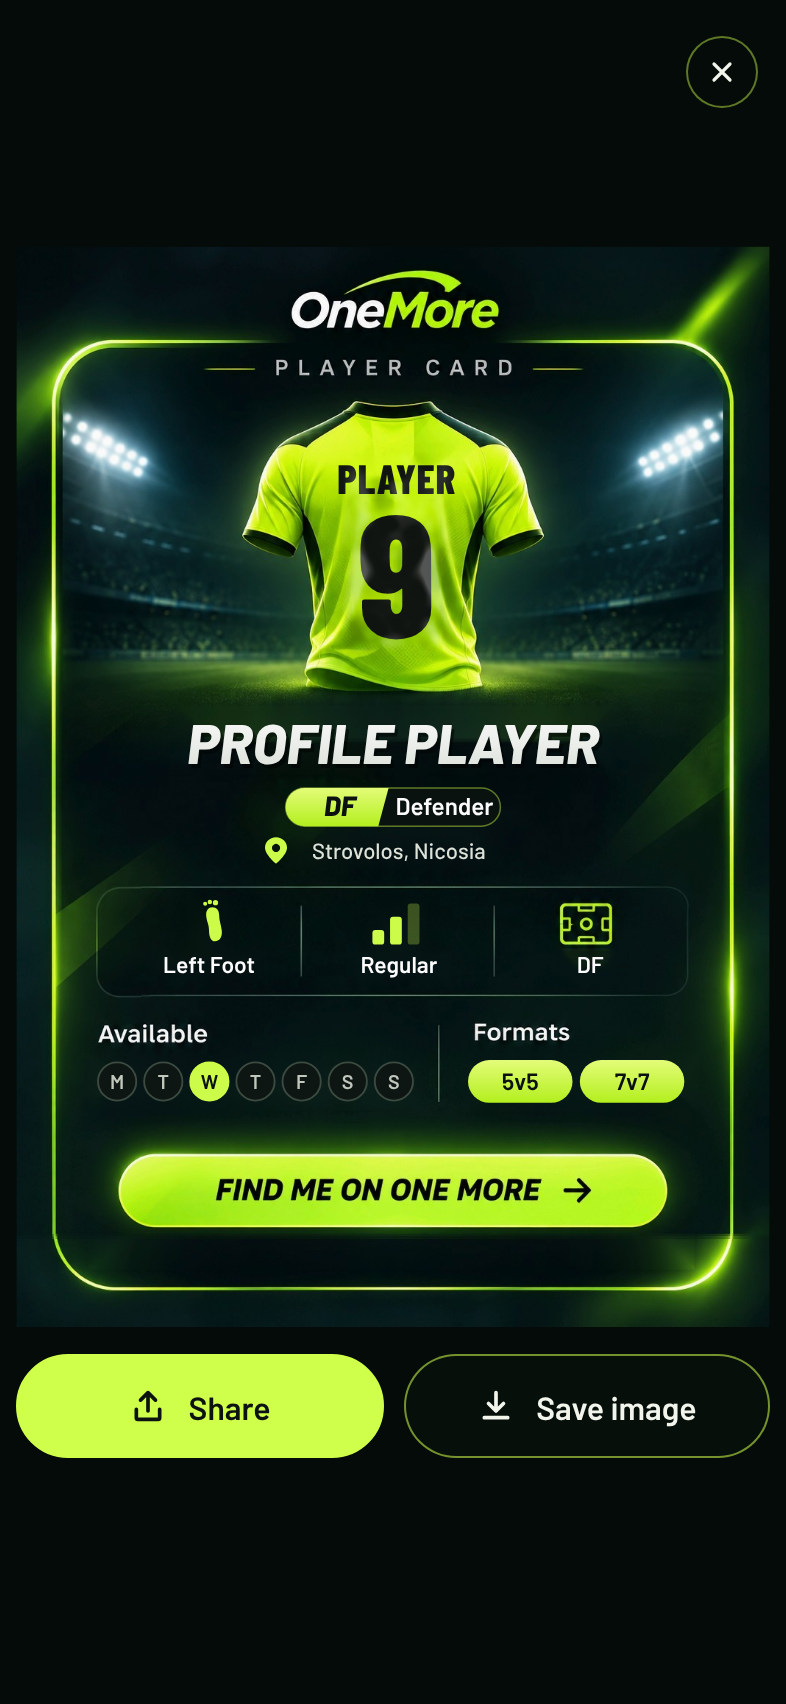 OneMore
PLAYER CARD
PLAYER
9
PROFILE PLAYER
DF Defender
Strovolos, Nicosia
Left Foot Regular DF
Available Formats
M T W T F S S 5v5 7v7
FIND ME ON ONE MORE →
Share Save image